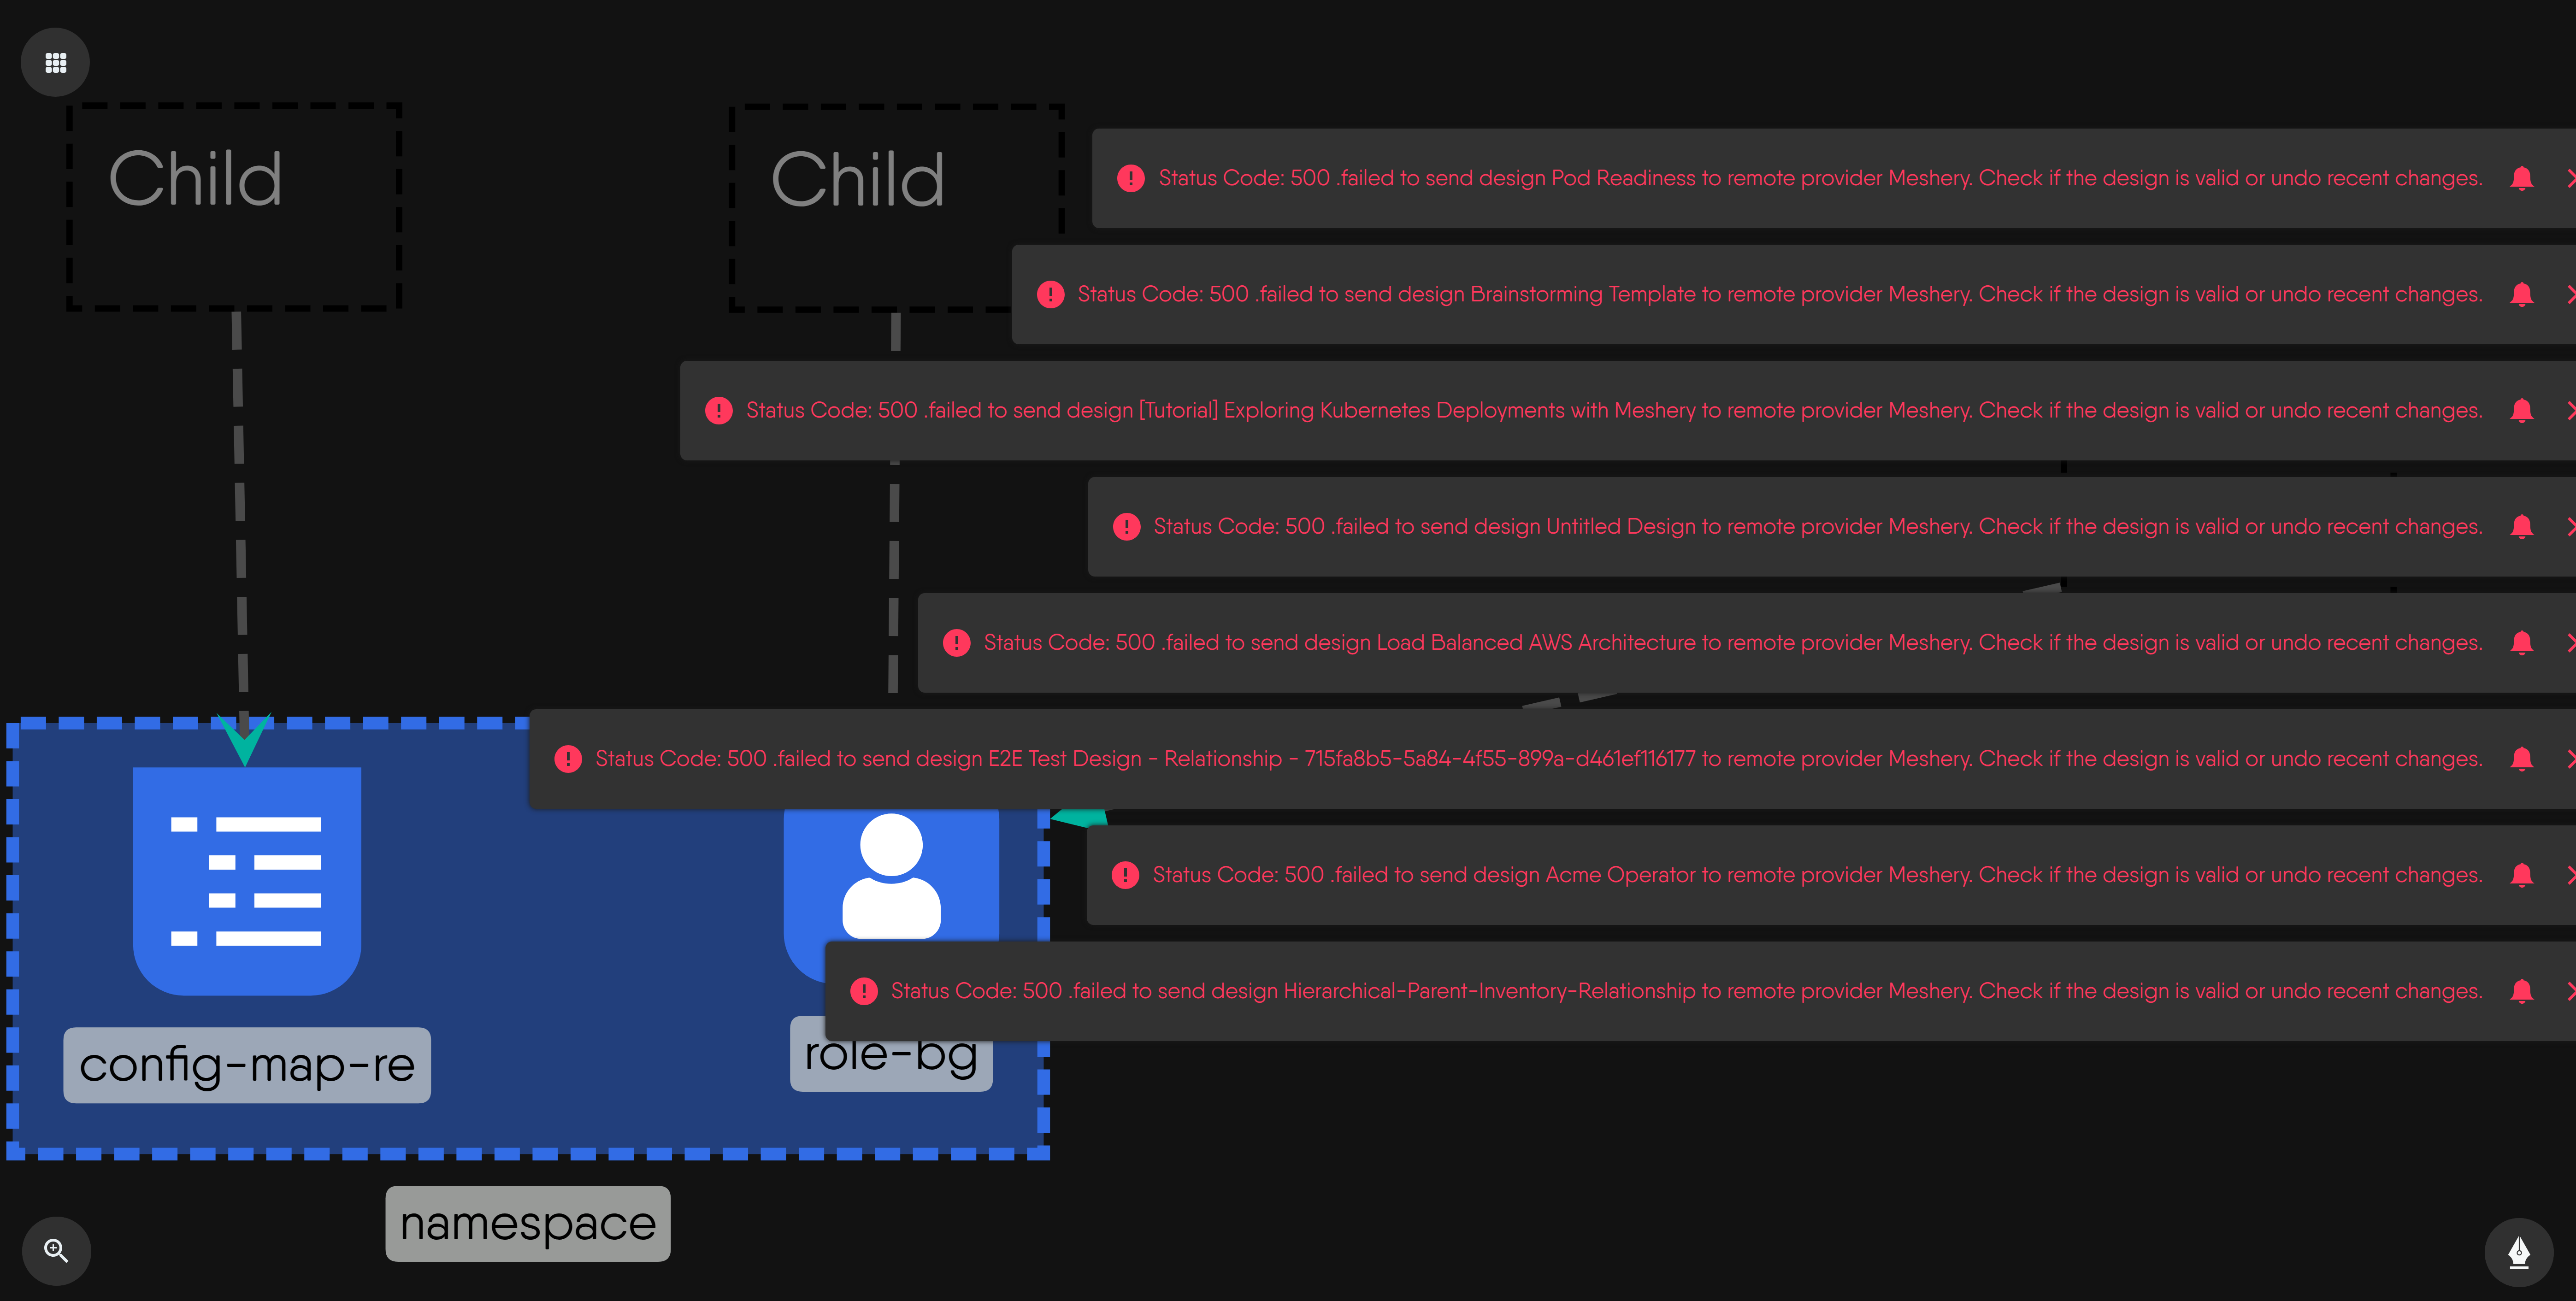 Child
Child
Status Code: 500 .failed to send design Pod Readiness to remote provider Meshery. Check if the design is valid or undo recent changes.
Status Code: 500 .failed to send design Brainstorming Template to remote provider Meshery. Check if the design is valid or undo recent changes.
Status Code: 500 .failed to send design [Tutorial] Exploring Kubernetes Deployments with Meshery to remote provider Meshery. Check if the design is valid or undo recent changes.
Status Code: 500 .failed to send design Untitled Design to remote provider Meshery. Check if the design is valid or undo recent changes.
Status Code: 500 .failed to send design Load Balanced AWS Architecture to remote provider Meshery. Check if the design is valid or undo recent changes.
Status Code: 500 .failed to send design E2E Test Design - Relationship - 715fa8b5-5a84-4f55-899a-d461ef116177 to remote provider Meshery. Check if the design is valid or undo recent changes.
Status Code: 500 .failed to send design Acme Operator to remote provider Meshery. Check if the design is valid or undo recent changes.
Status Code: 500 .failed to send design Hierarchical-Parent-Inventory-Relationship to remote provider Meshery. Check if the design is valid or undo recent changes.
config-map-re
role-bg
namespace